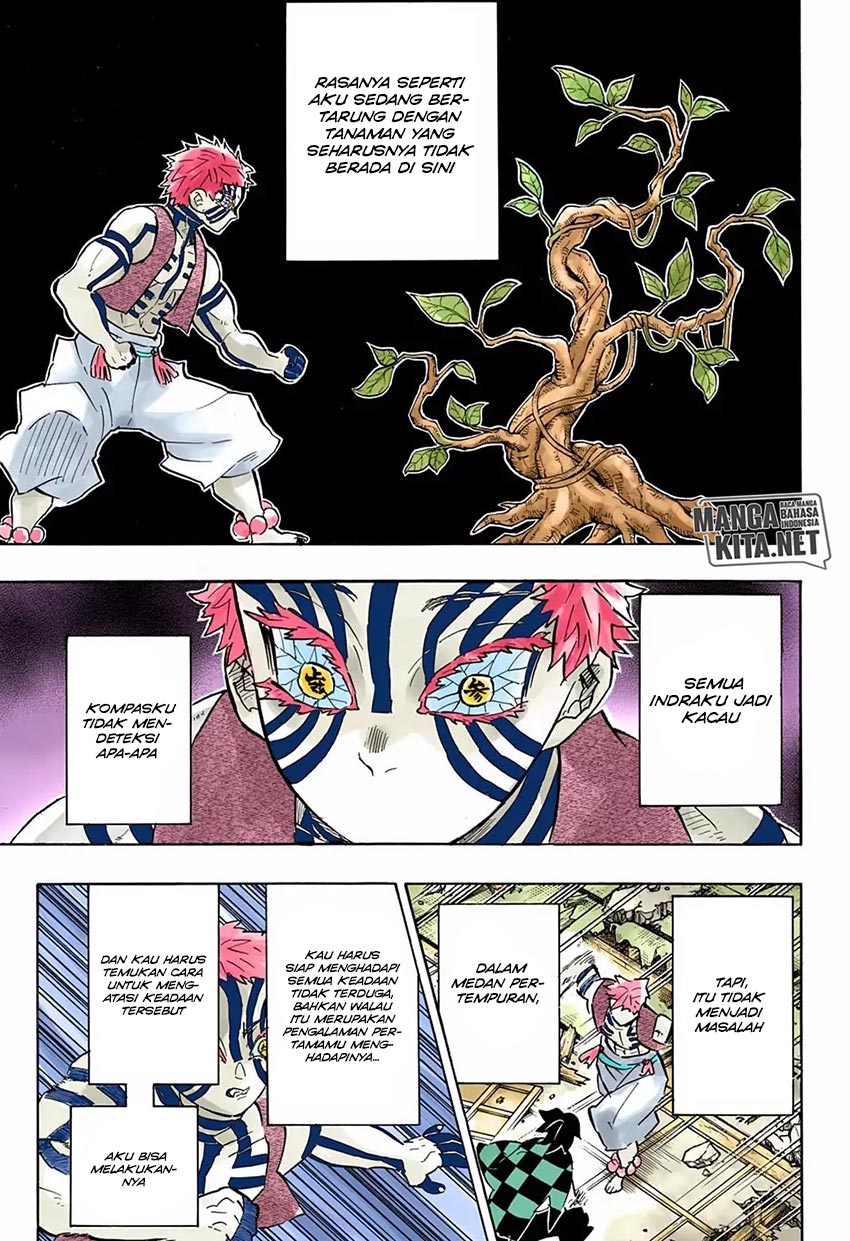 RASANYA SEPERTI
AKU SEDANG BER-
TARUNG DENGAN
TANAMAN YANG
SEHARUSNYA TIDAK
BERADA DI SINI
MANGA
KITA.NET
BACA MANGA
BAHASA
INDONESIA
SEMUA
INDRAKU JADI
KACAU
KOMPASKU
TIDAK MEN-
DETEKSI
APA-APA
上弦
参
TAPI,
ITU TIDAK
MENJADI
MASALAH
DALAM
MEDAN PER-
TEMPURAN,
KAU HARUS
SIAP MENGHADAPI
SEMUA KEADAAN
TIDAK TERDUGA,
BAHKAN WALAU
ITU MERUPAKAN
PENGALAMAN PER-
TAMAMU MENG-
HADAPINYA...
DAN KAU HARUS
TEMUKAN CARA
UNTUK MENG-
ATASI KEADAAN
TERSEBUT
AKU BISA
MELAKUKAN-
NYA